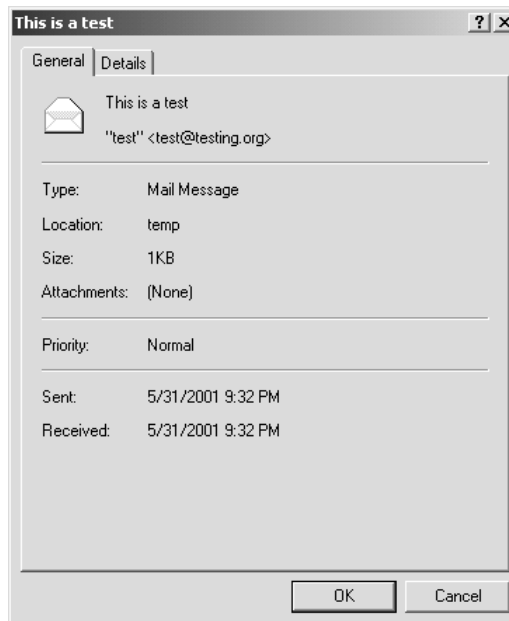 This is a test
? ×
General Details
This is a test
"test" <test@testing.org>
Type: Mail Message
Location: temp
Size: 1KB
Attachments: (None)
Priority: Normal
Sent: 5/31/2001 9:32 PM
Received: 5/31/2001 9:32 PM
OK Cancel